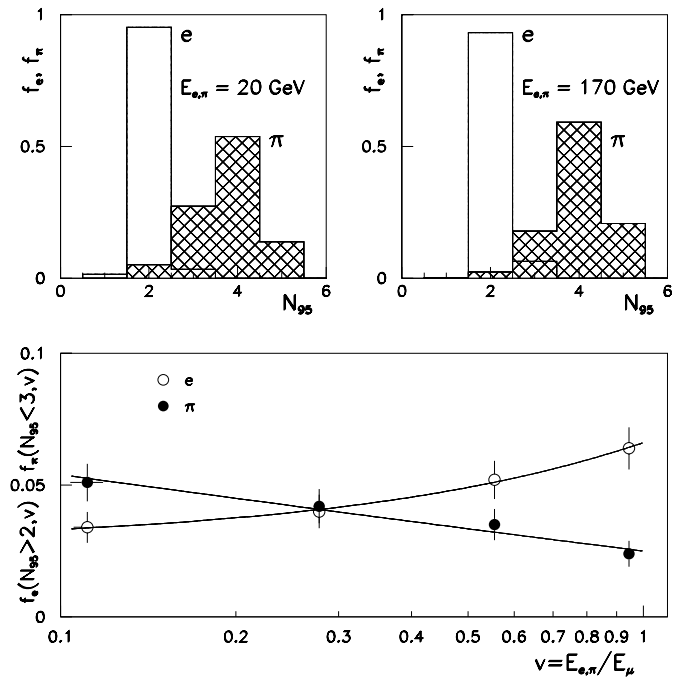 f_e, f_π
1
0.5
0
e
E_{e,π} = 20 GeV
π
0 2 4 6
N_95
f_e, f_π
1
0.5
0
e
E_{e,π} = 170 GeV
π
0 2 4 6
N_95
f_e(N_95>2,v) f_π(N_95<3,v)
0.1
0.05
0
e
π
0.1 0.2 0.3 0.4 0.5 0.6 0.7 0.8 0.9 1
v=E_{e,π}/E_μ